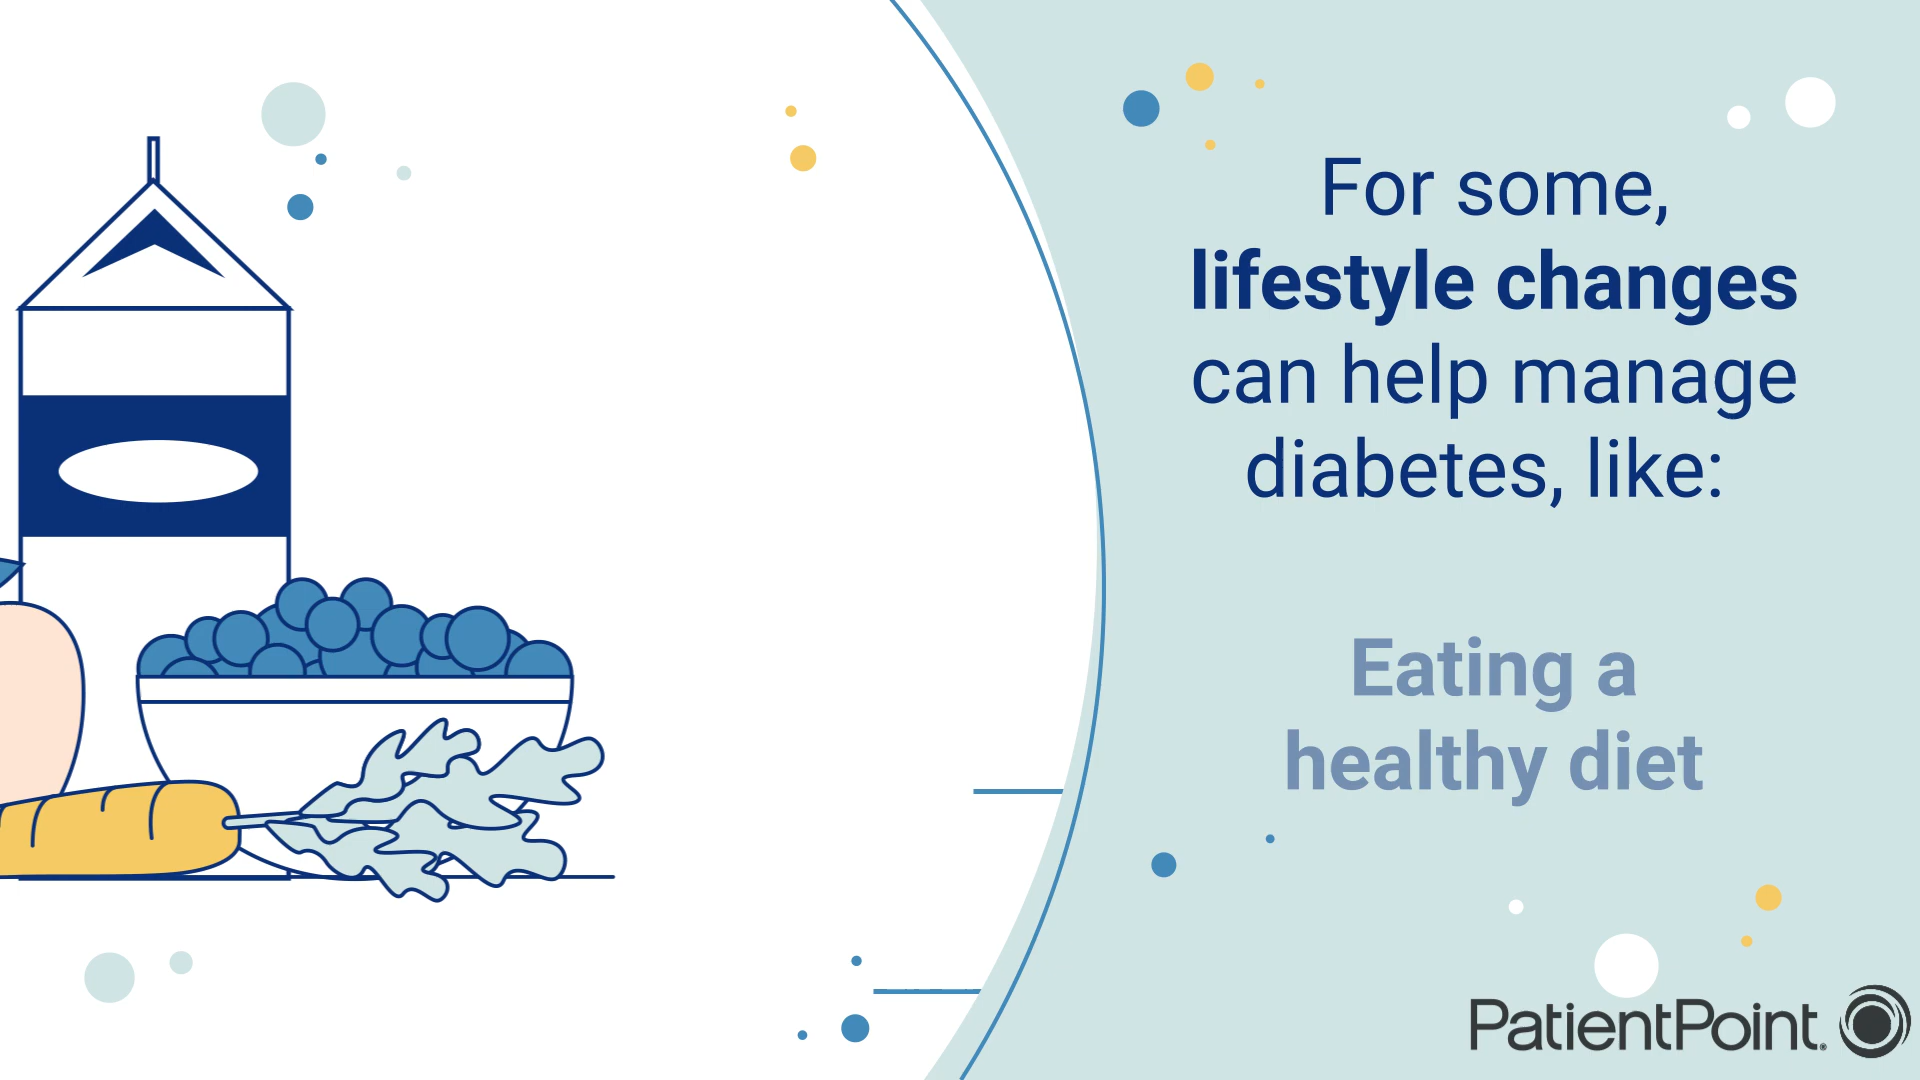 For some,
lifestyle changes
can help manage
diabetes, like:
Eating a
healthy diet
PatientPoint®